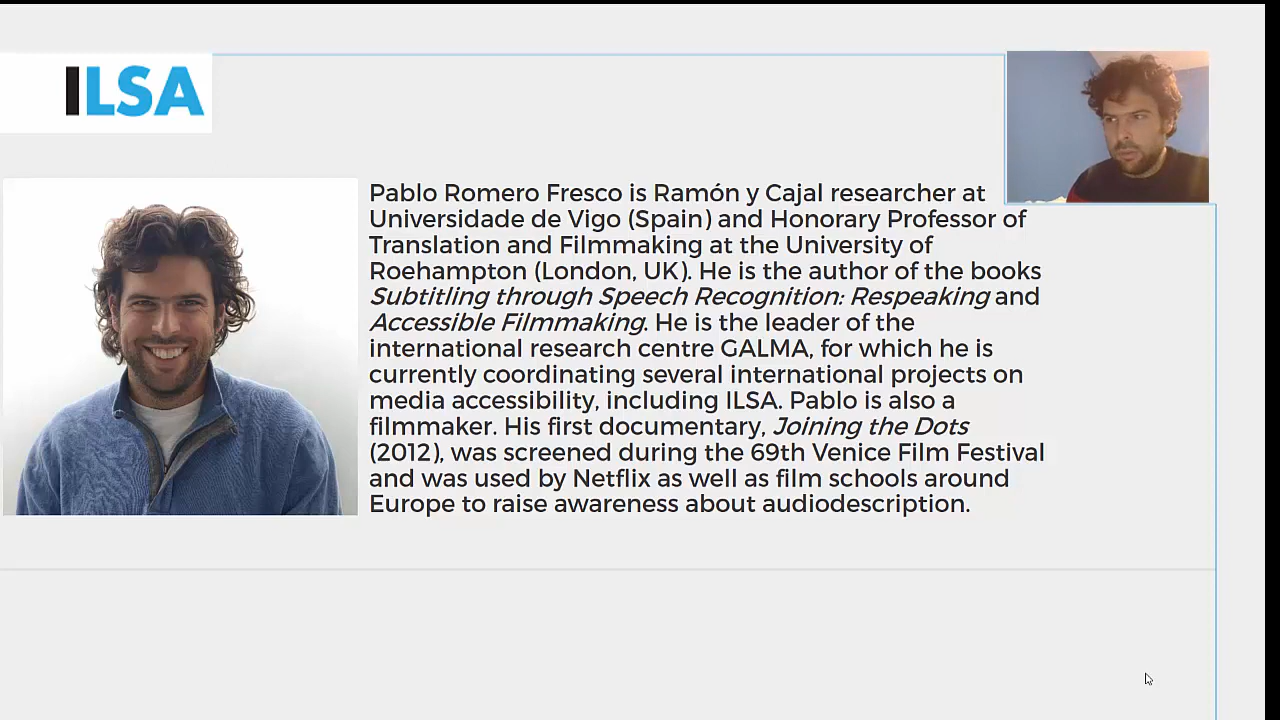 ILSA
Pablo Romero Fresco is Ramón y Cajal researcher at
Universidade de Vigo (Spain) and Honorary Professor of
Translation and Filmmaking at the University of
Roehampton (London, UK). He is the author of the books
Subtitling through Speech Recognition: Respeaking and
Accessible Filmmaking. He is the leader of the
international research centre GALMA, for which he is
currently coordinating several international projects on
media accessibility, including ILSA. Pablo is also a
filmmaker. His first documentary, Joining the Dots
(2012), was screened during the 69th Venice Film Festival
and was used by Netflix as well as film schools around
Europe to raise awareness about audiodescription.